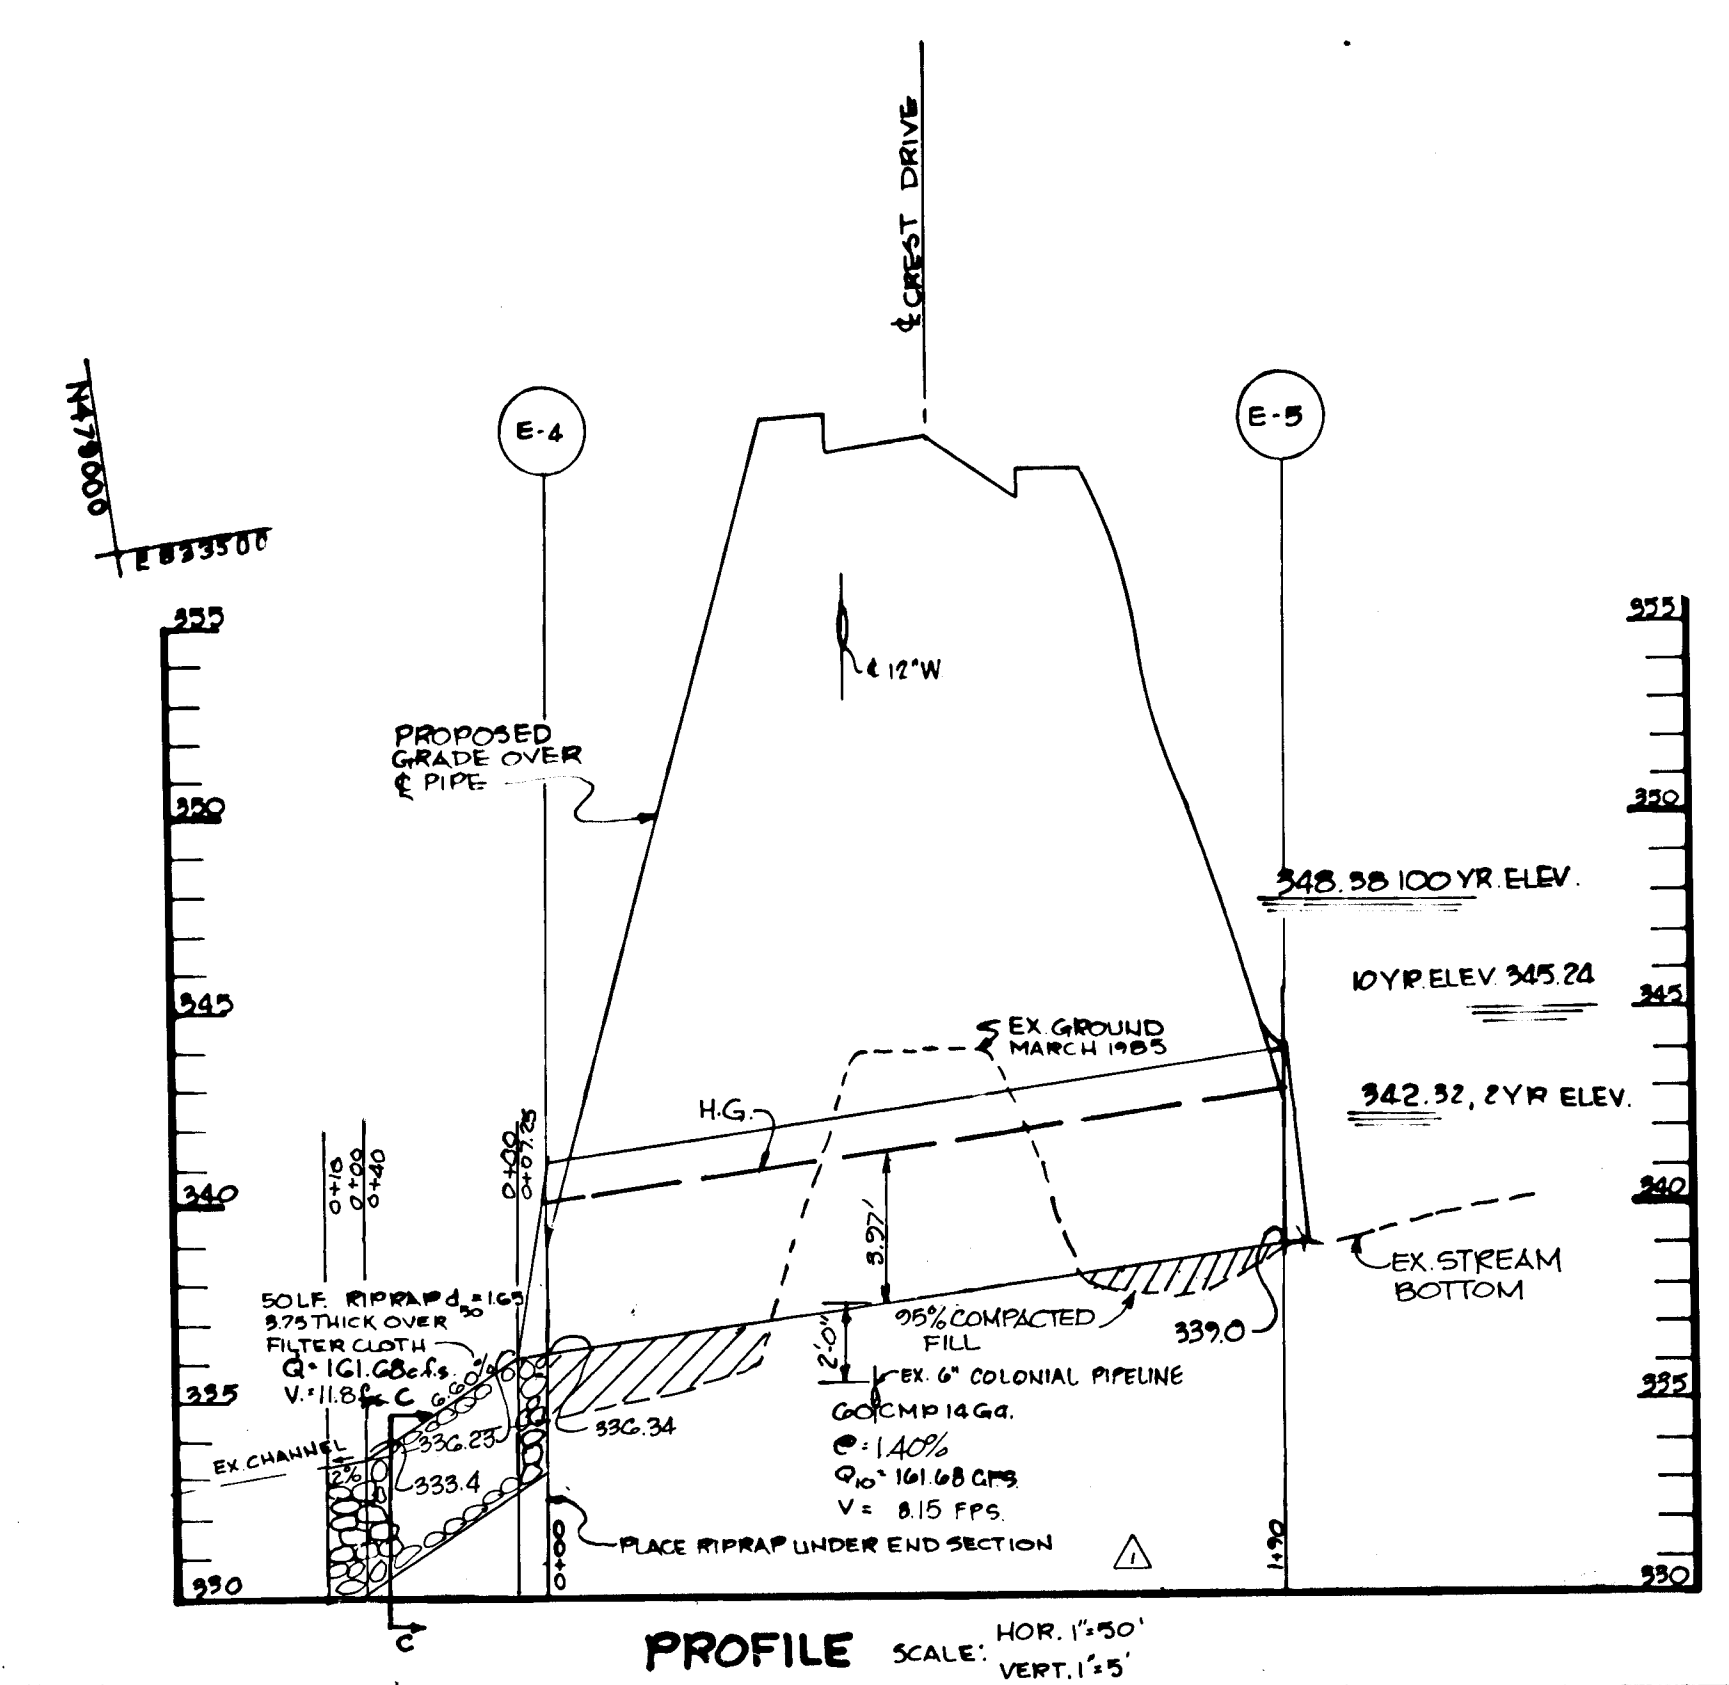 ℄ CREST DRIVE
N479000
E 833500
E-4
E-5
355
350
345
340
335
330
355
350
345
340
335
330
℄ 12"W
PROPOSED
GRADE OVER
℄ PIPE
348.38 100 YR. ELEV.
10 YR. ELEV. 345.24
342.32, 2 YR ELEV.
EX. GROUND
MARCH 1985
H.G.
3.97'
0+10
0+00
0+40
0+00
0+07.25
EX. STREAM
BOTTOM
339.0
95% COMPACTED
FILL
2'-0"
EX. 6" COLONIAL PIPELINE
60" CMP 14 Ga.
@ = 1.40%
Q10 = 161.68 CFS.
V = 8.15 FPS.
50 LF. RIPRAP d50 = 1.65
3.75 THICK OVER
FILTER CLOTH
Q = 161.68 c.f.s.
V. = 11.8 fps
C
6.60%
336.23
336.34
333.4
EX. CHANNEL
2%
PLACE RIPRAP UNDER END SECTION
1
0+00
1+90
C
PROFILE
SCALE: HOR. 1"=50'
VERT. 1"=5'